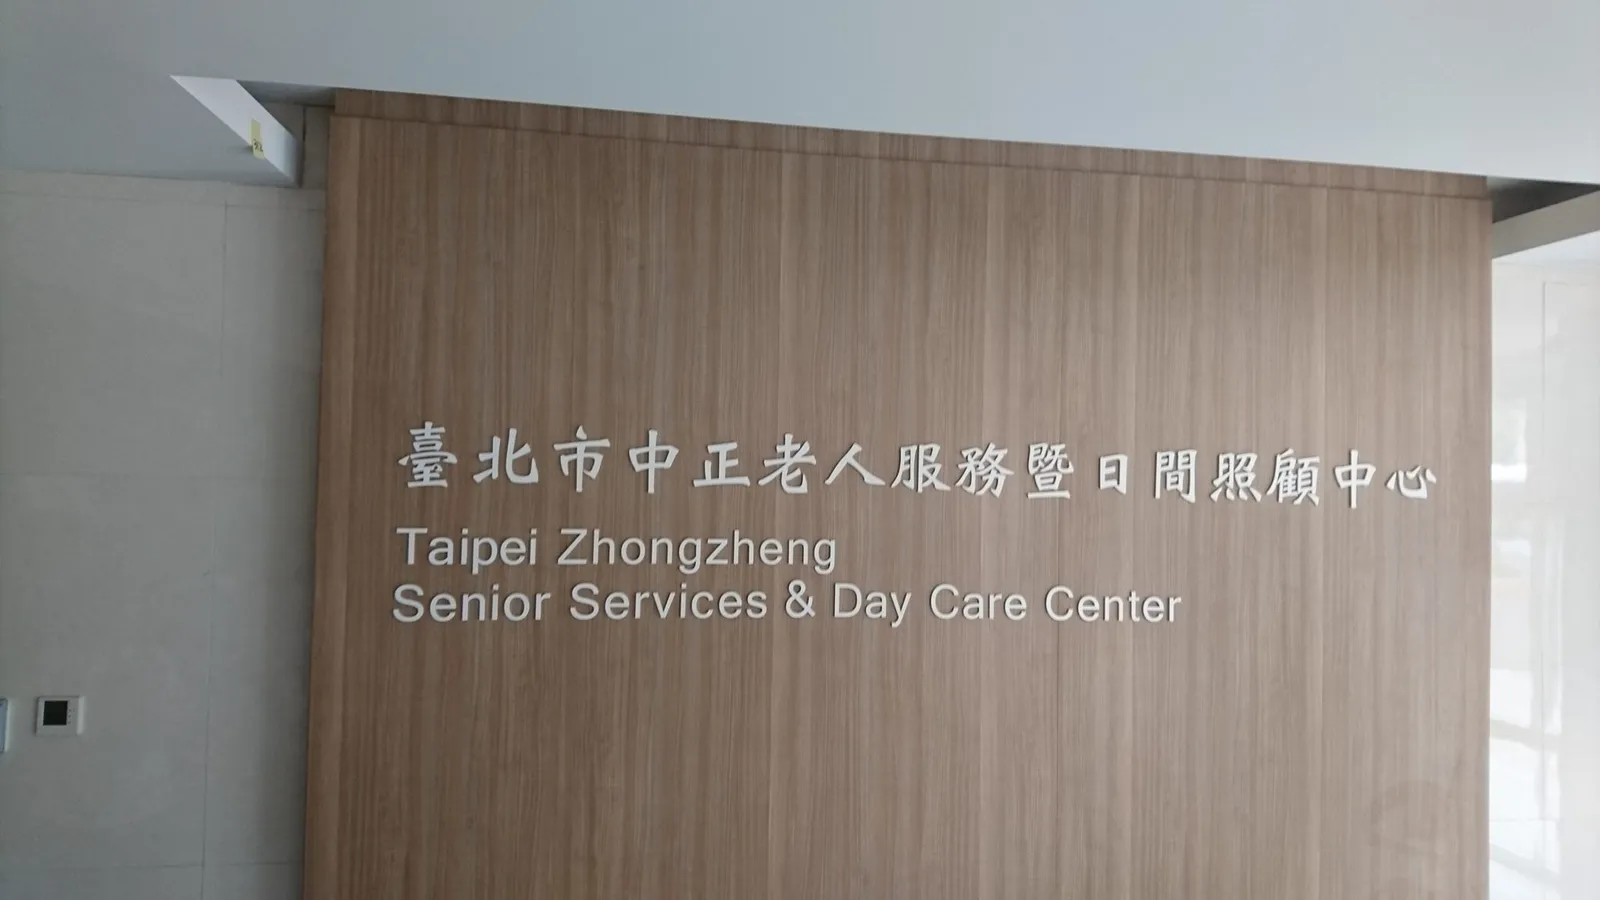 臺北市中正老人服務暨日間照顧中心
Taipei Zhongzheng
Senior Services & Day Care Center